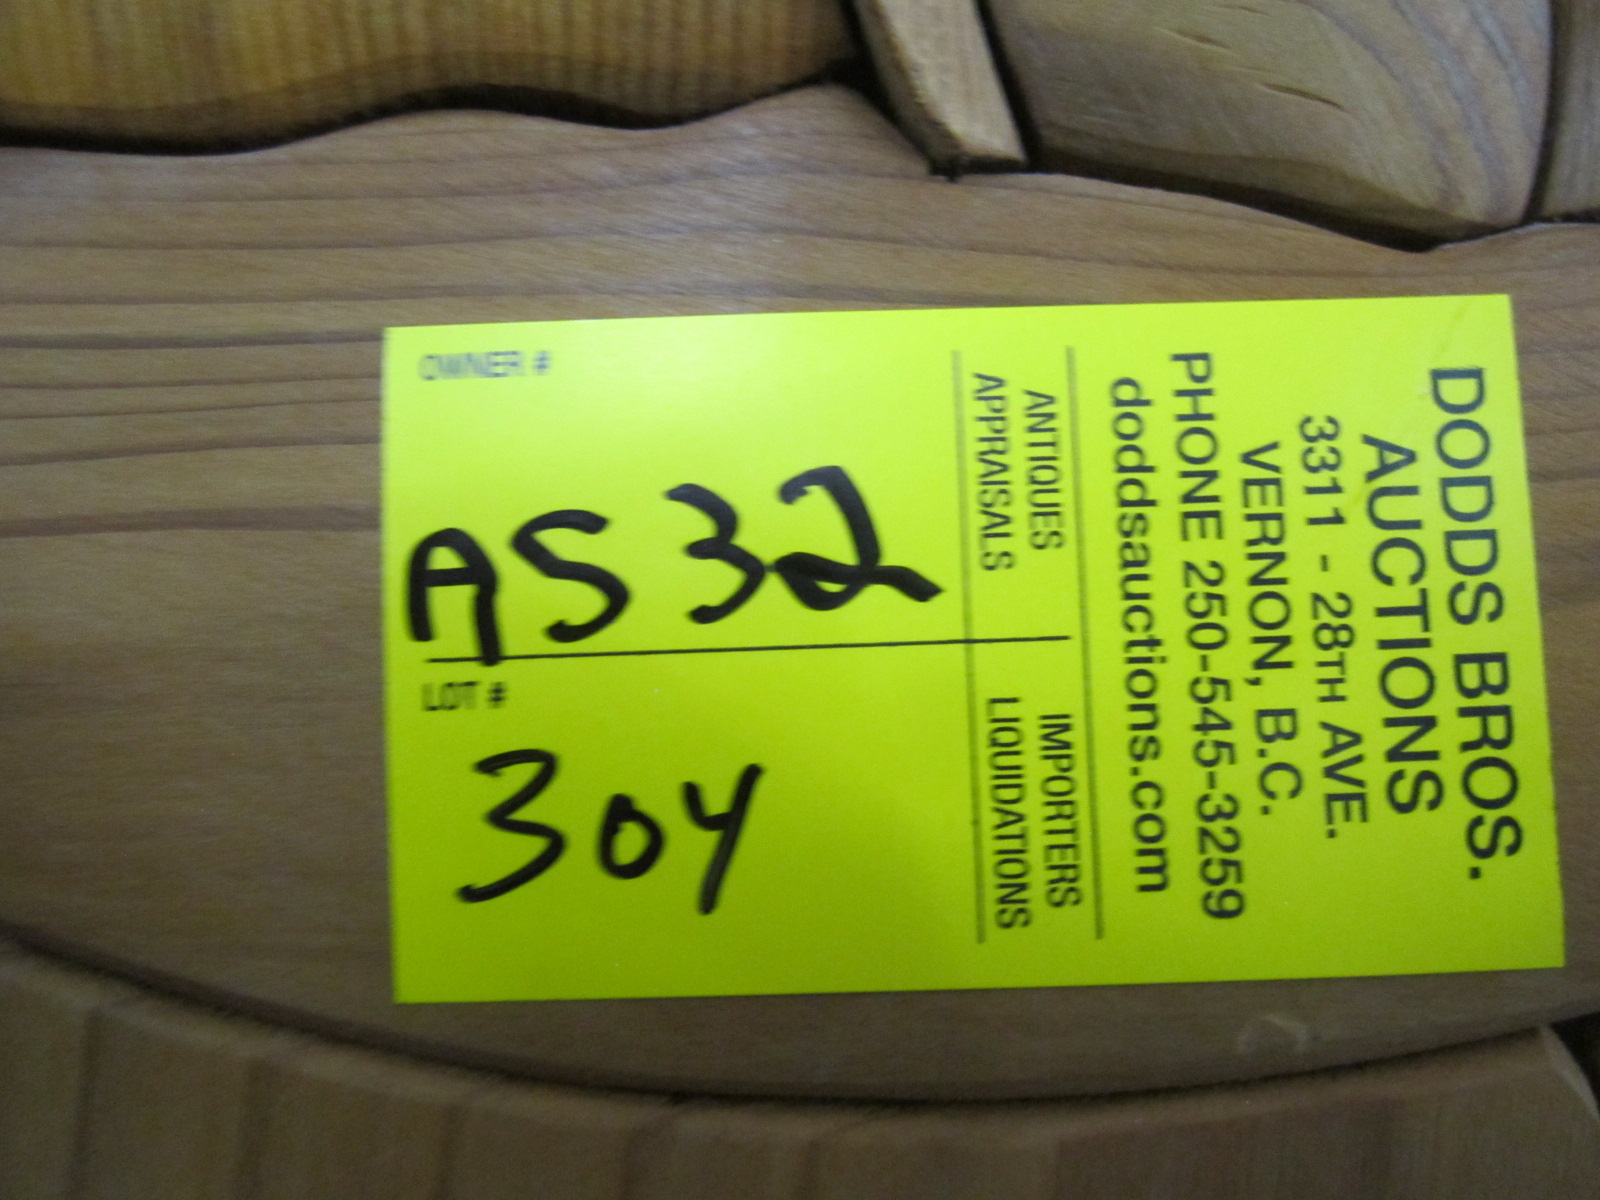 DODDS BROS.
AUCTIONS
3311 - 28TH AVE.
VERNON, B.C.
PHONE 250-545-3259
doddsauctions.com
ANTIQUES
APPRAISALS
IMPORTERS
LIQUIDATIONS
OWNER #
AS32
LOT #
304